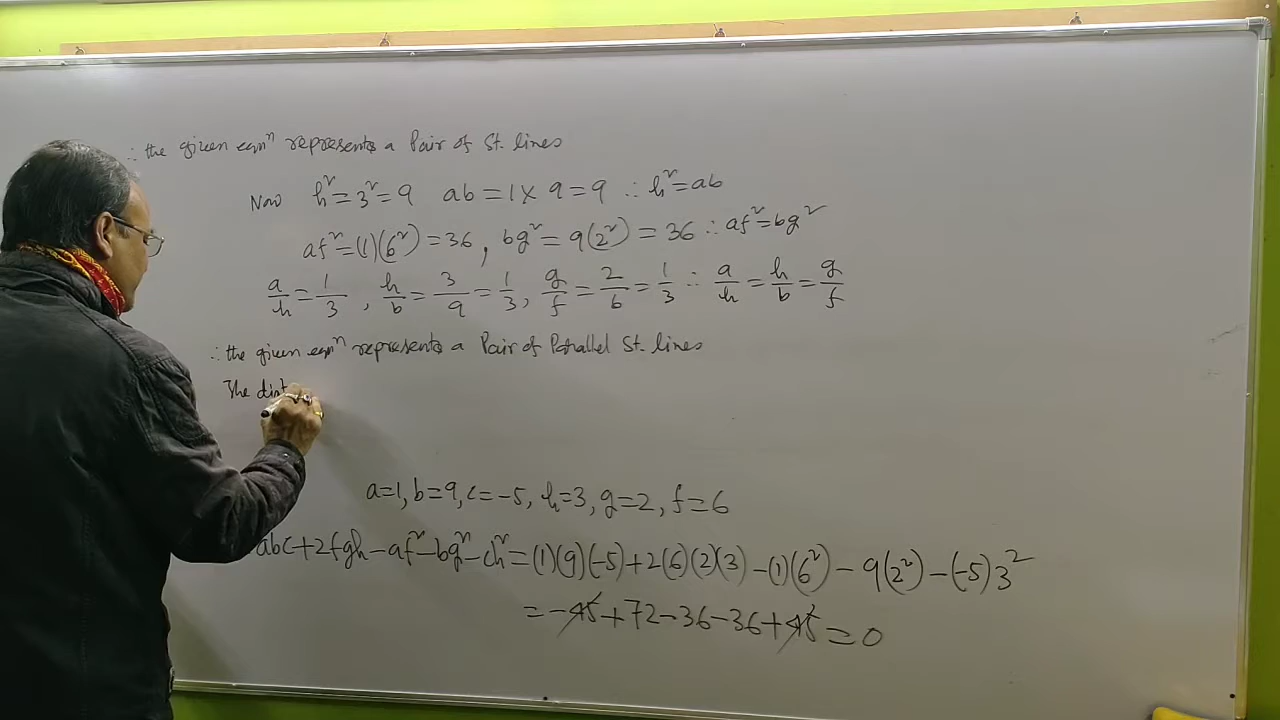 ∴ the given eqnⁿ represents a Pair of St. lines
Now h² = 3² = 9 ab = 1 × 9 = 9 ∴ h² = ab
af² = (1)(6²) = 36, bg² = 9(2²) = 36 ∴ af² = bg²
a/h = 1/3, h/b = 3/9 = 1/3, g/f = 2/6 = 1/3 ∴ a/h = h/b = g/f
∴ the given eqnⁿ represents a Pair of Parallel St. lines
The dist
a=1, b=9, c=-5, h=3, g=2, f=6
abc+2fgh-af²-bg²-ch² = (1)(9)(-5)+2(6)(2)(3)-(1)(6²)-9(2²)-(-5)3²
= -45+72-36-36+45 = 0